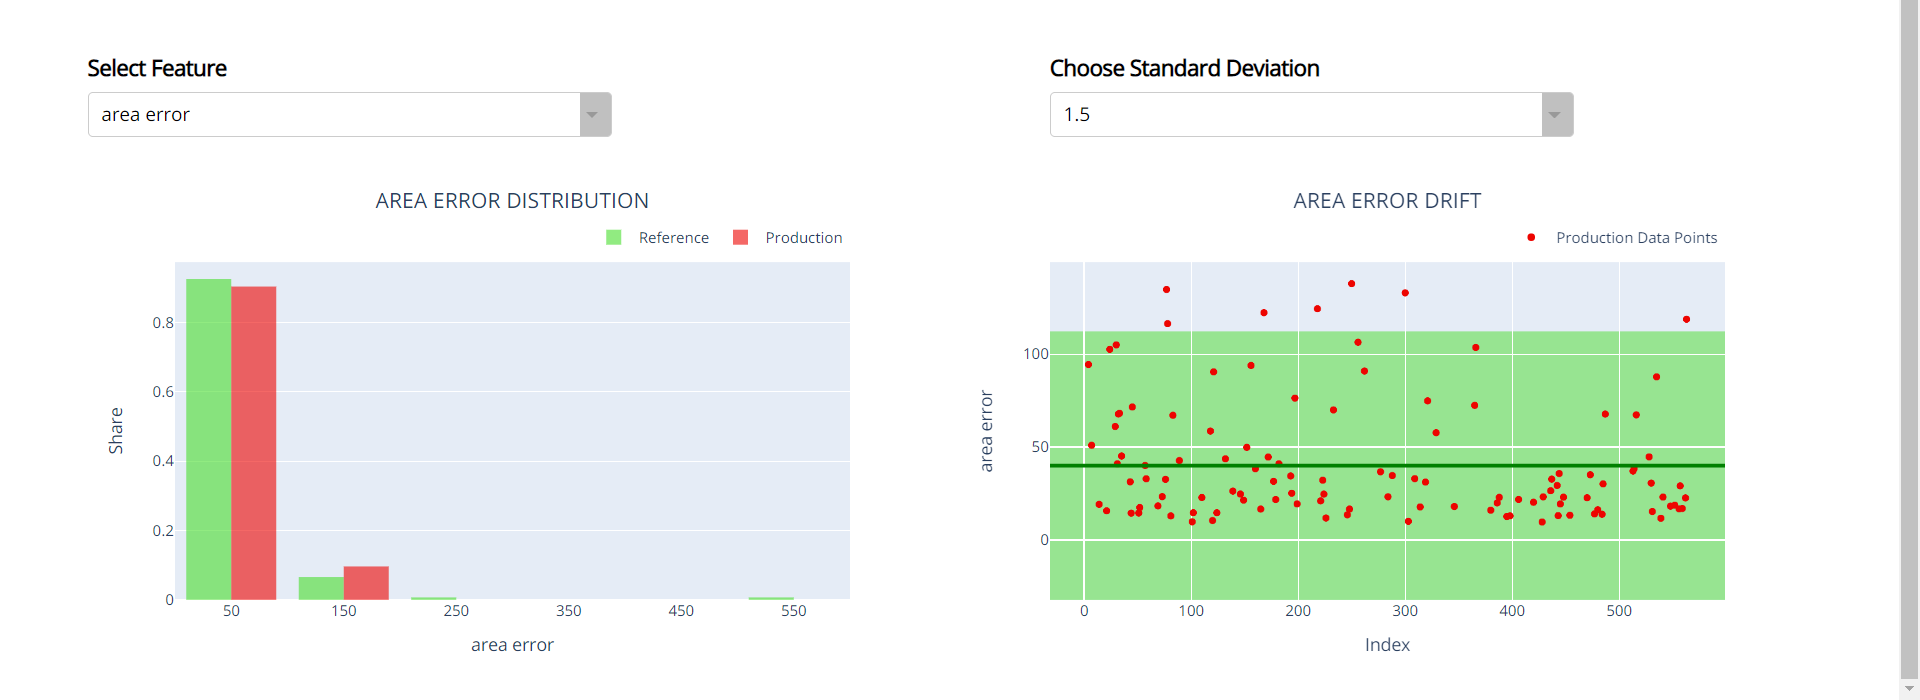 Select Feature
area error
Choose Standard Deviation
1.5
AREA ERROR DISTRIBUTION
Reference
Production
0.8
0.6
0.4
0.2
0
Share
50
150
250
350
450
550
area error
AREA ERROR DRIFT
Production Data Points
100
50
0
area error
0
100
200
300
400
500
Index